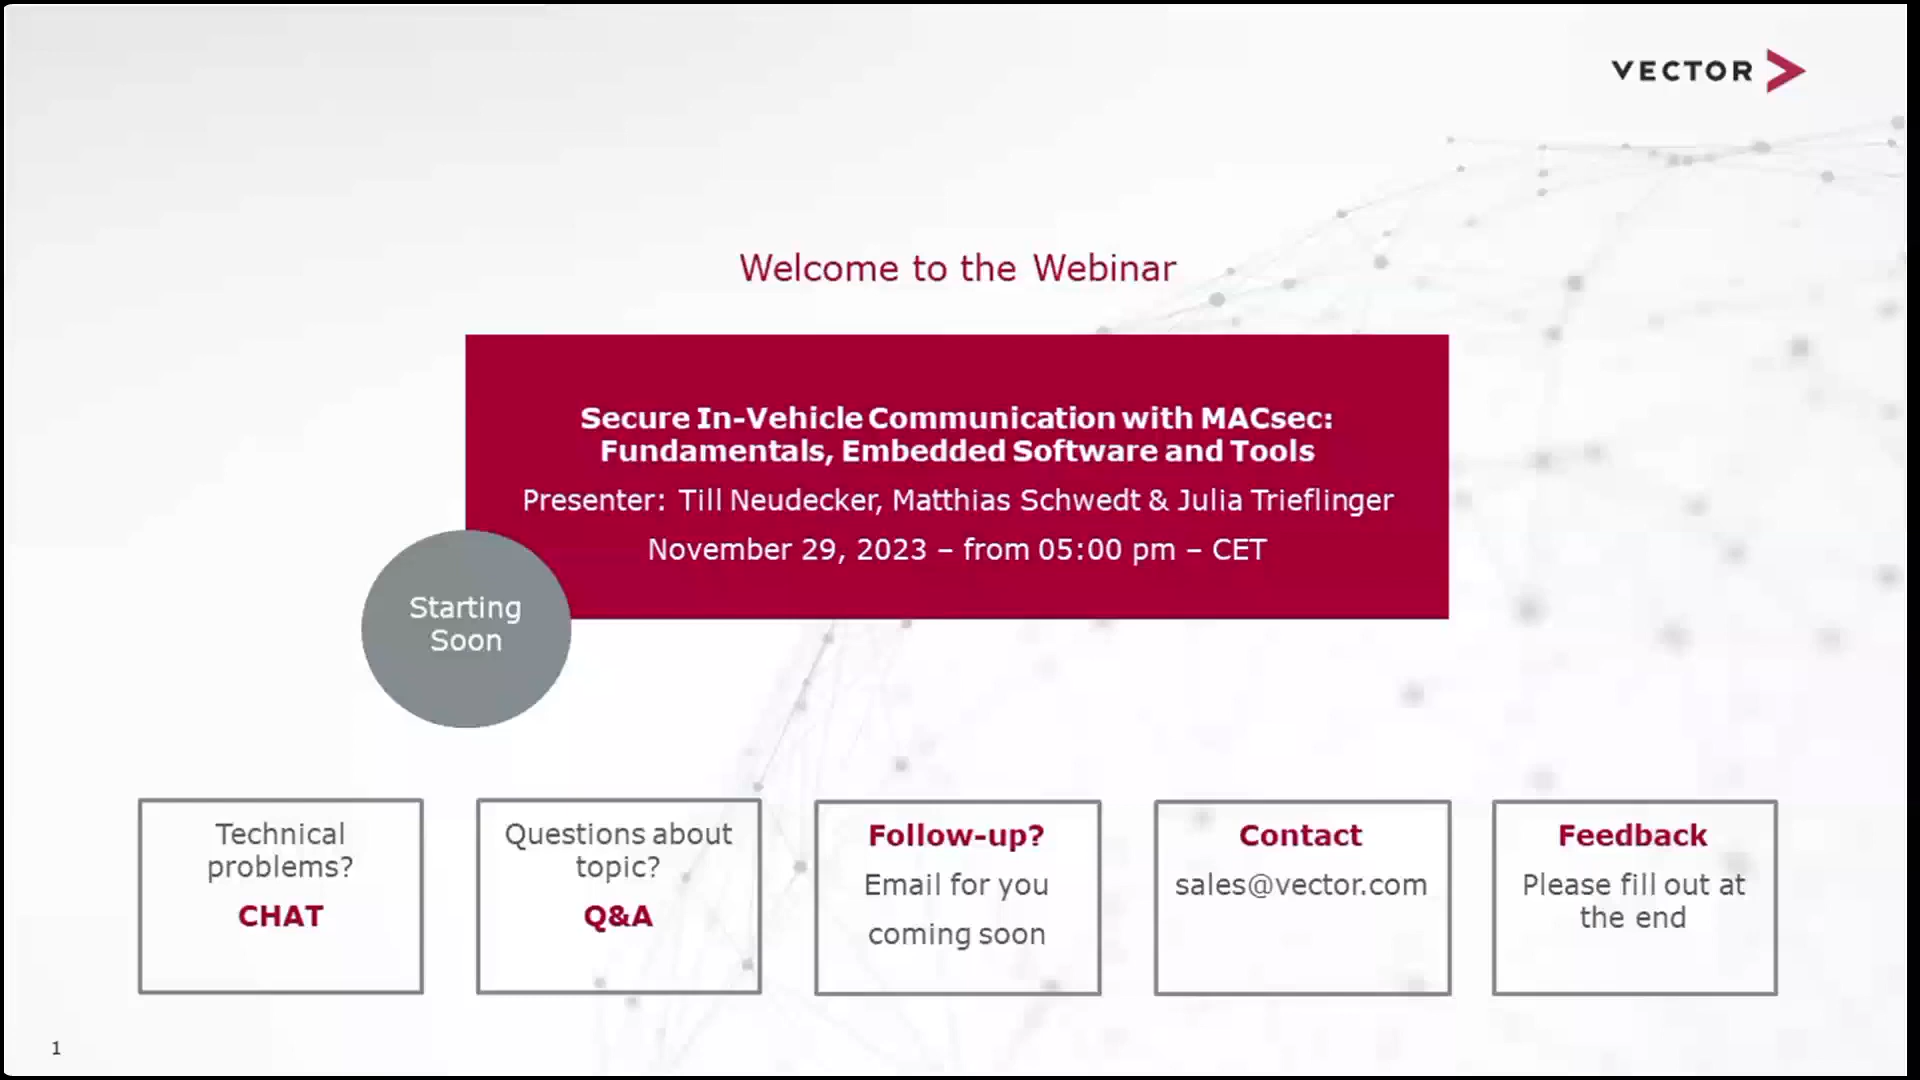 VECTOR
Welcome to the Webinar
Secure In-Vehicle Communication with MACsec:
Fundamentals, Embedded Software and Tools
Presenter: Till Neudecker, Matthias Schwedt & Julia Trieflinger
November 29, 2023 – from 05:00 pm – CET
Starting
Soon
Technical
problems?
CHAT
Questions about
topic?
Q&A
Follow-up?
Email for you
coming soon
Contact
sales@vector.com
Feedback
Please fill out at
the end
1